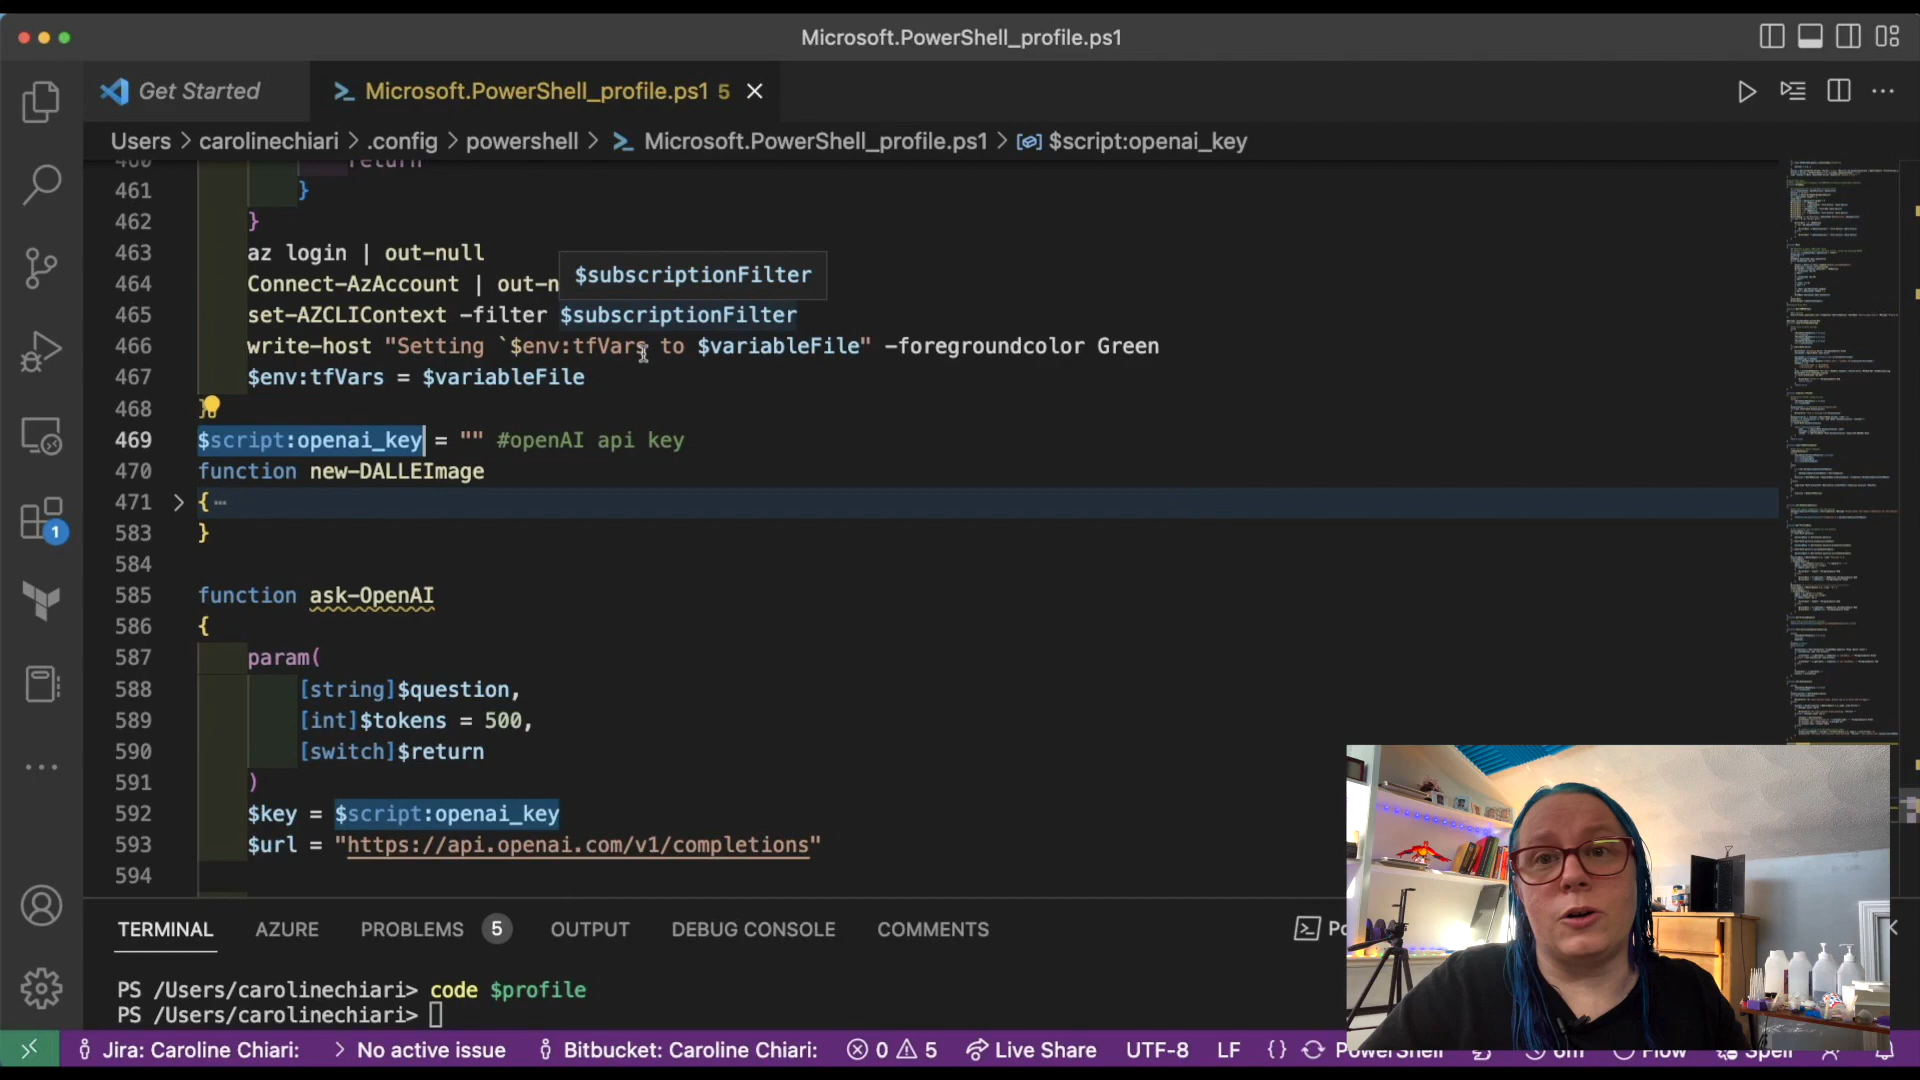 Microsoft.PowerShell_profile.ps1
Get Started
Microsoft.PowerShell_profile.ps1 5
Users > carolinechiari > .config > powershell > Microsoft.PowerShell_profile.ps1 > $script:openai_key
460 return
461 }
462 }
463 az login | out-null
$subscriptionFilter
464 Connect-AzAccount | out-n
465 set-AZCLIContext -filter $subscriptionFilter
466 write-host "Setting `$env:tfVars to $variableFile" -foregroundcolor Green
467 $env:tfVars = $variableFile
468 }
469 $script:openai_key = "" #openAI api key
470 function new-DALLEImage
471 { ...
583 }
584
585 function ask-OpenAI
586 {
587 param(
588 [string]$question,
589 [int]$tokens = 500,
590 [switch]$return
591 )
592 $key = $script:openai_key
593 $url = "https://api.openai.com/v1/completions"
594
1
TERMINAL AZURE PROBLEMS 5 OUTPUT DEBUG CONSOLE COMMENTS
PS /Users/carolinechiari> code $profile
PS /Users/carolinechiari>
Jira: Caroline Chiari: No active issue Bitbucket: Caroline Chiari: 0 5 Live Share UTF-8 LF {} PowerShell Flow Spell